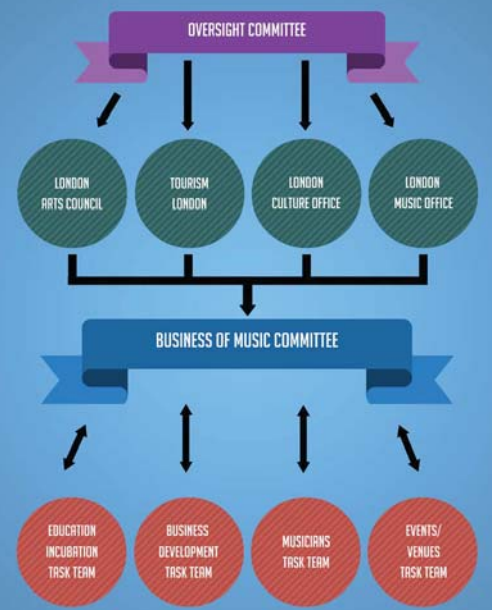 OVERSIGHT COMMITTEE
LONDON
ARTS COUNCIL
TOURISM
LONDON
LONDON
CULTURE OFFICE
LONDON
MUSIC OFFICE
BUSINESS OF MUSIC COMMITTEE
EDUCATION
INCUBATION
TASK TEAM
BUSINESS
DEVELOPMENT
TASK TEAM
MUSICIANS
TASK TEAM
EVENTS/
VENUES
TASK TEAM